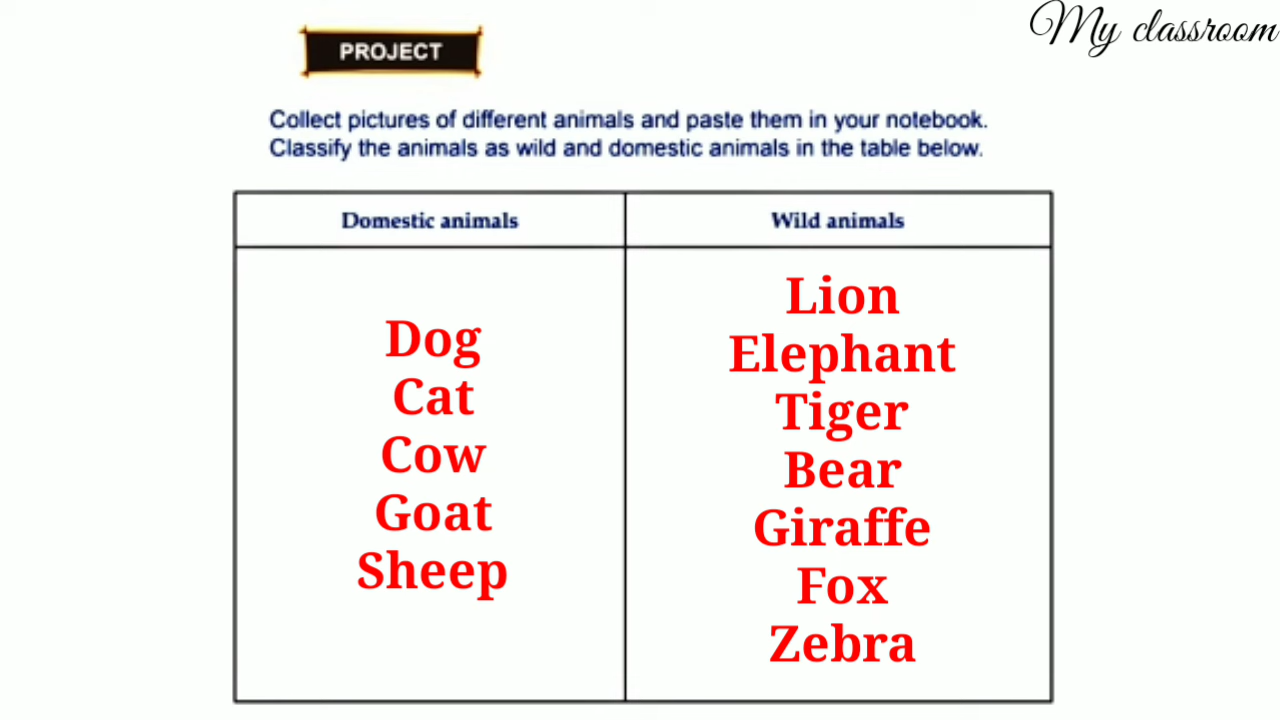 My classroom
PROJECT
Collect pictures of different animals and paste them in your notebook.
Classify the animals as wild and domestic animals in the table below.
Domestic animals
Wild animals
Dog
Cat
Cow
Goat
Sheep
Lion
Elephant
Tiger
Bear
Giraffe
Fox
Zebra